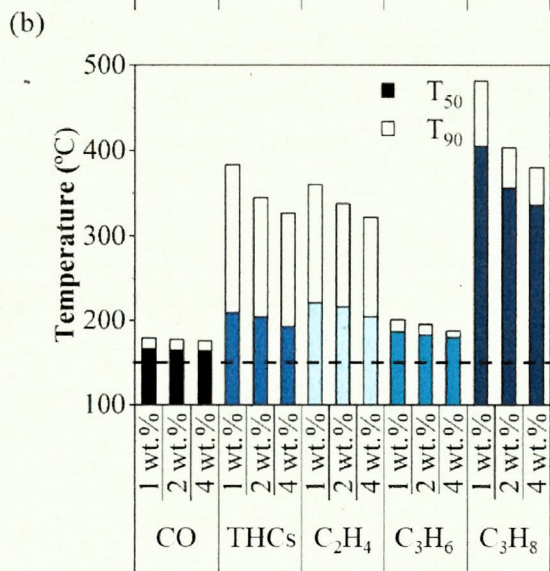 (b)
500
400
300
200
100
Temperature (ºC)
T₅₀
T₉₀
1 wt.%
2 wt.%
4 wt.%
1 wt.%
2 wt.%
4 wt.%
1 wt.%
2 wt.%
4 wt.%
1 wt.%
2 wt.%
4 wt.%
1 wt.%
2 wt.%
4 wt.%
CO THCs C₂H₄ C₃H₆ C₃H₈